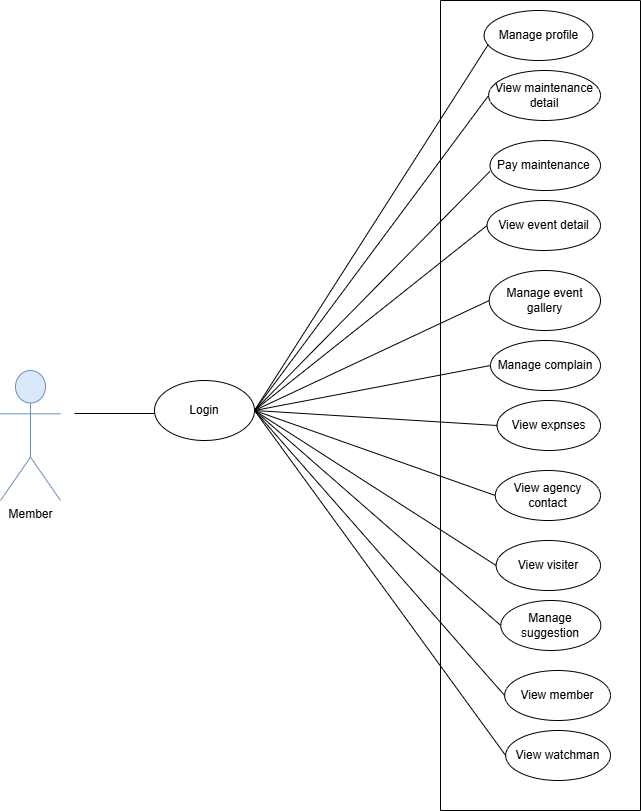 Manage profile
View maintenance
detail
Pay maintenance
View event detail
Manage event
gallery
Manage complain
Login
View expnses
View agency
contact
Member
View visiter
Manage
suggestion
View member
View watchman